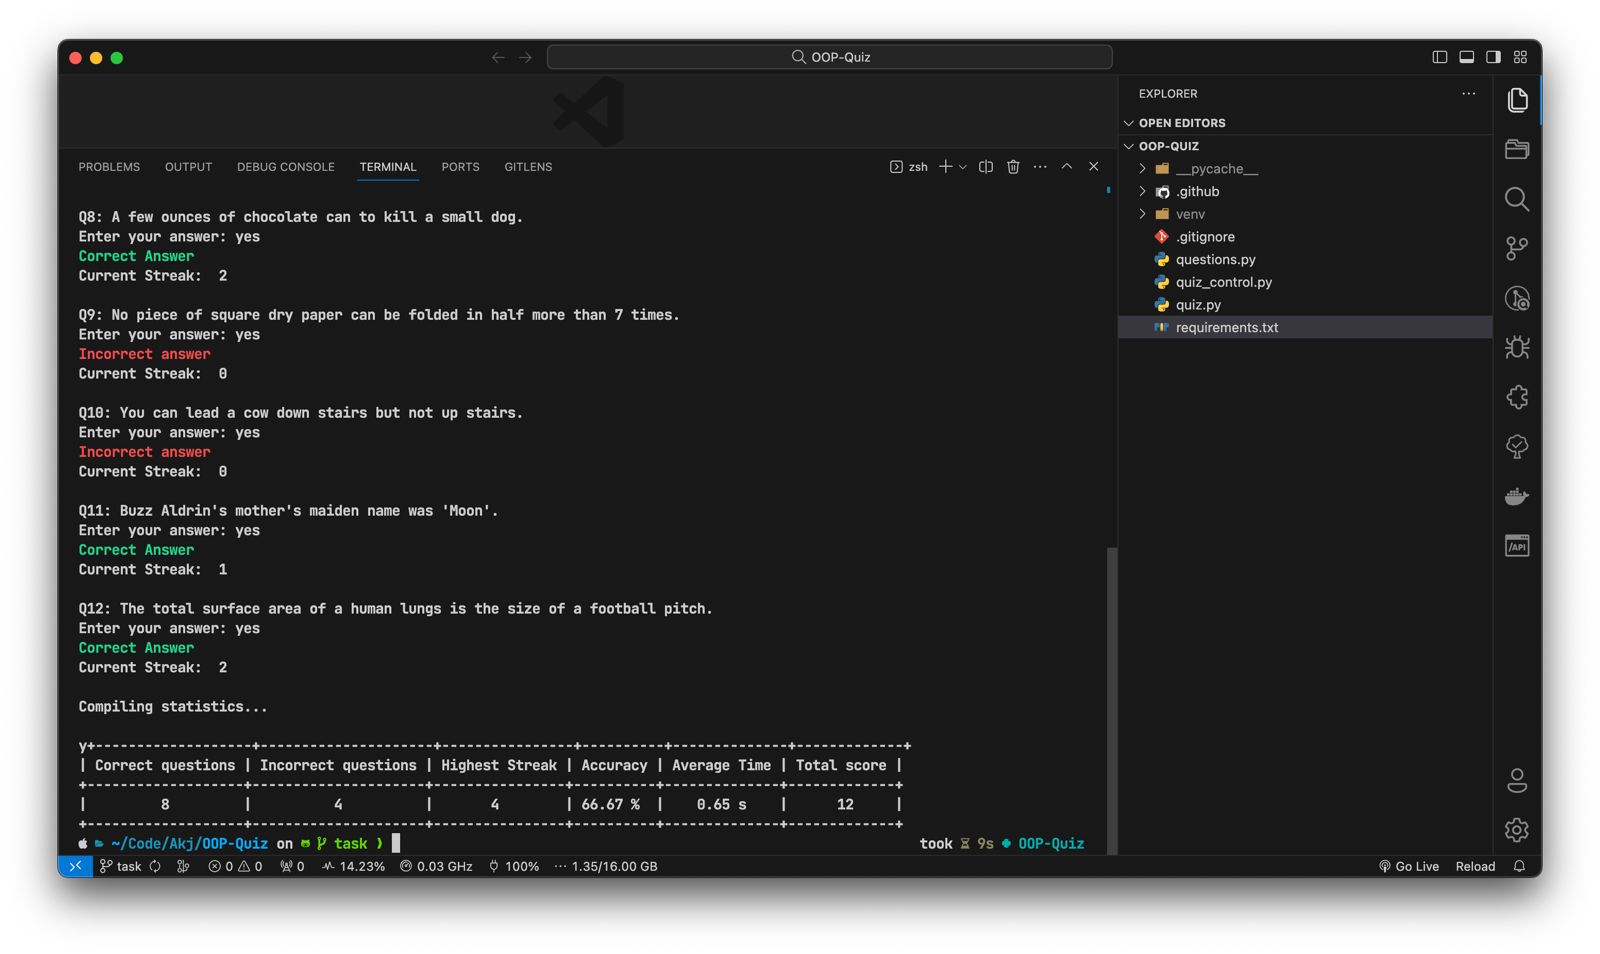 OOP-Quiz
PROBLEMS OUTPUT DEBUG CONSOLE TERMINAL PORTS GITLENS zsh
Q8: A few ounces of chocolate can to kill a small dog.
Enter your answer: yes
Correct Answer
Current Streak:  2
Q9: No piece of square dry paper can be folded in half more than 7 times.
Enter your answer: yes
Incorrect answer
Current Streak:  0
Q10: You can lead a cow down stairs but not up stairs.
Enter your answer: yes
Incorrect answer
Current Streak:  0
Q11: Buzz Aldrin's mother's maiden name was 'Moon'.
Enter your answer: yes
Correct Answer
Current Streak:  1
Q12: The total surface area of a human lungs is the size of a football pitch.
Enter your answer: yes
Correct Answer
Current Streak:  2
Compiling statistics...
y+-------------------+---------------------+----------------+----------+--------------+-------------+
| Correct questions | Incorrect questions | Highest Streak | Accuracy | Average Time | Total score |
+-------------------+---------------------+----------------+----------+--------------+-------------+
| 8 | 4 | 4 | 66.67 % | 0.65 s | 12 |
+-------------------+---------------------+----------------+----------+--------------+-------------+
~/Code/Akj/OOP-Quiz on task ❯ took 9s OOP-Quiz
EXPLORER
OPEN EDITORS
OOP-QUIZ
__pycache__
.github
venv
.gitignore
questions.py
quiz_control.py
quiz.py
requirements.txt
/API
task 0 0 0 14.23% 0.03 GHz 100% 1.35/16.00 GB Go Live Reload